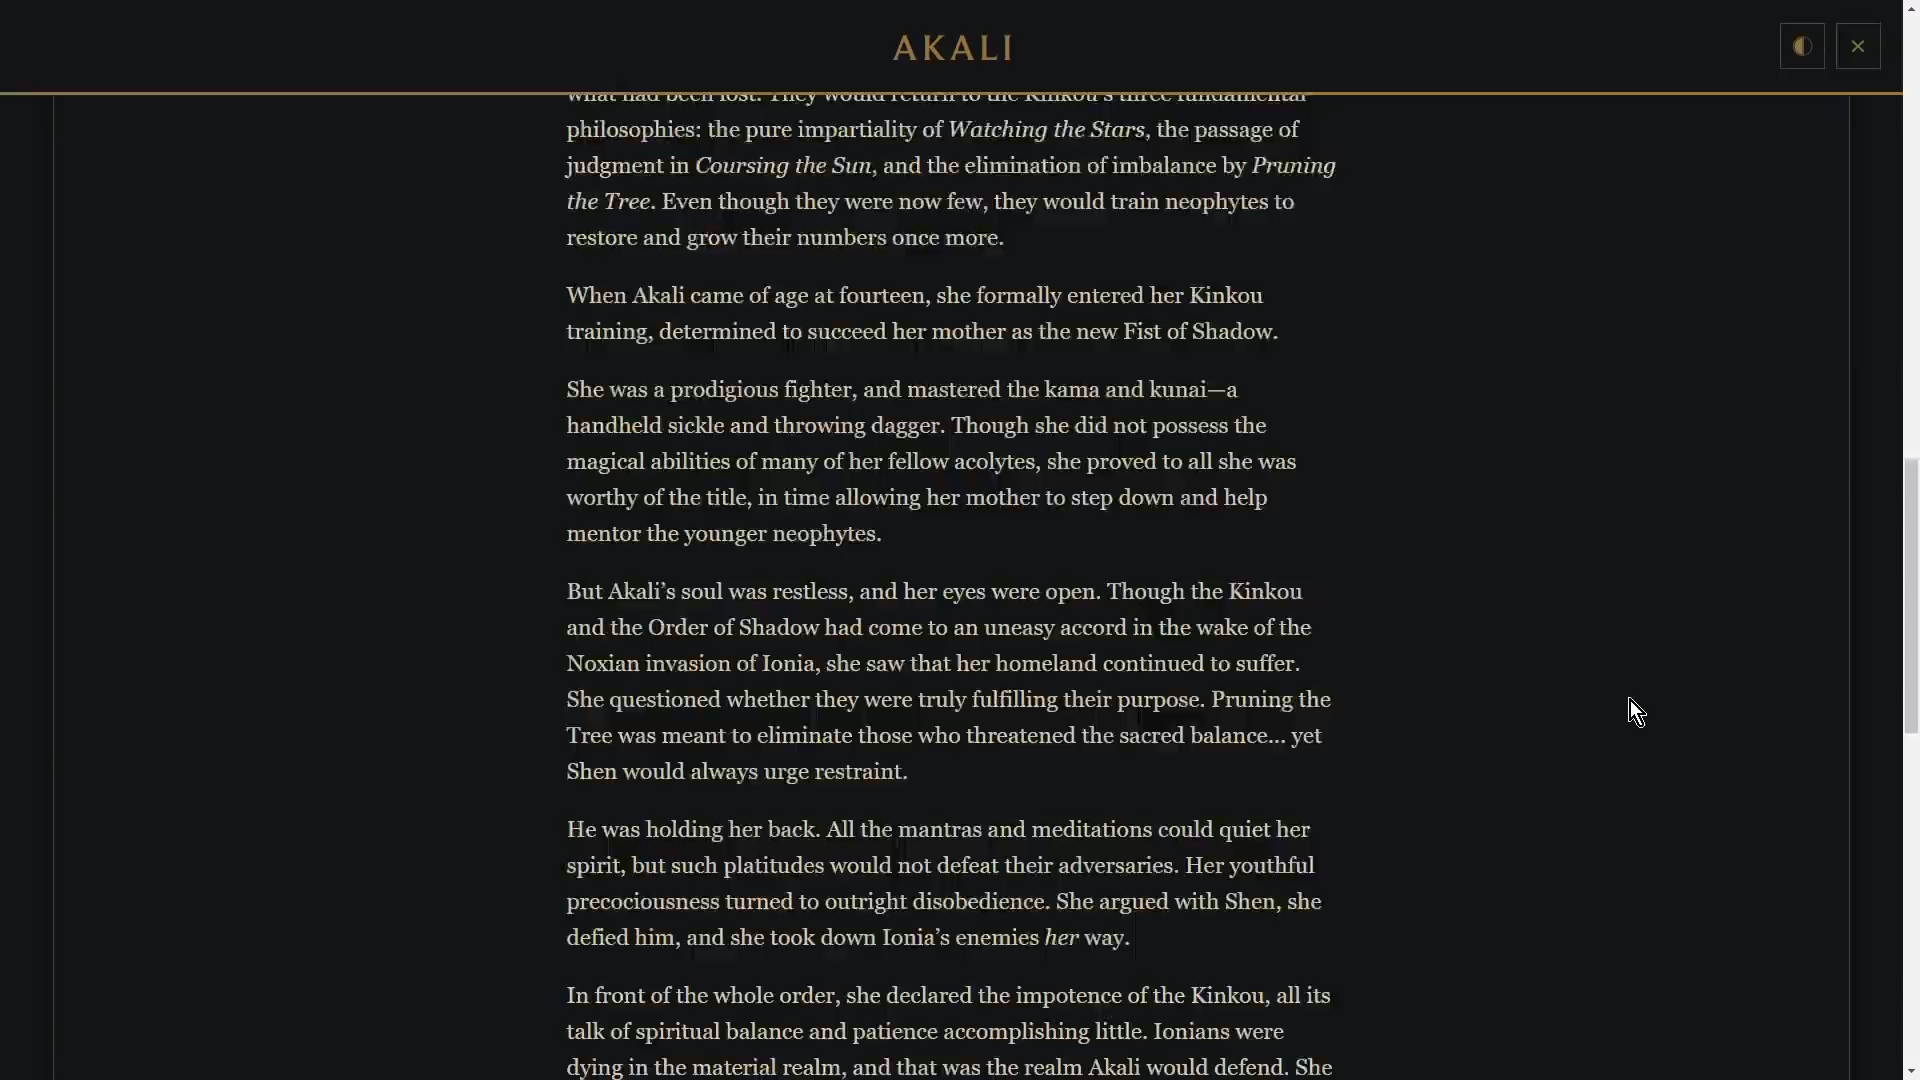 AKALI
what had been lost. They would return to the Kinkou's three fundamental
philosophies: the pure impartiality of Watching the Stars, the passage of
judgment in Coursing the Sun, and the elimination of imbalance by Pruning
the Tree. Even though they were now few, they would train neophytes to
restore and grow their numbers once more.
When Akali came of age at fourteen, she formally entered her Kinkou
training, determined to succeed her mother as the new Fist of Shadow.
She was a prodigious fighter, and mastered the kama and kunai—a
handheld sickle and throwing dagger. Though she did not possess the
magical abilities of many of her fellow acolytes, she proved to all she was
worthy of the title, in time allowing her mother to step down and help
mentor the younger neophytes.
But Akali’s soul was restless, and her eyes were open. Though the Kinkou
and the Order of Shadow had come to an uneasy accord in the wake of the
Noxian invasion of Ionia, she saw that her homeland continued to suffer.
She questioned whether they were truly fulfilling their purpose. Pruning the
Tree was meant to eliminate those who threatened the sacred balance... yet
Shen would always urge restraint.
He was holding her back. All the mantras and meditations could quiet her
spirit, but such platitudes would not defeat their adversaries. Her youthful
precociousness turned to outright disobedience. She argued with Shen, she
defied him, and she took down Ionia’s enemies her way.
In front of the whole order, she declared the impotence of the Kinkou, all its
talk of spiritual balance and patience accomplishing little. Ionians were
dying in the material realm, and that was the realm Akali would defend. She